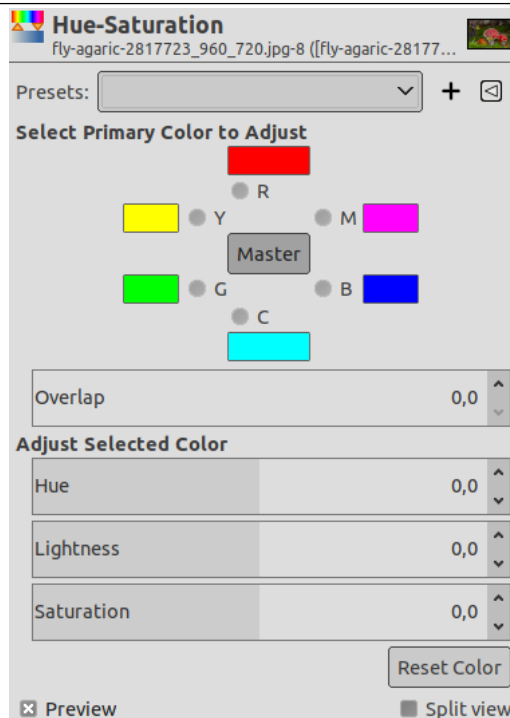 Hue-Saturation
fly-agaric-2817723_960_720.jpg-8 ([fly-agaric-28177...
Presets:
Select Primary Color to Adjust
R
Y M
Master
G B
C
Overlap 0,0
Adjust Selected Color
Hue 0,0
Lightness 0,0
Saturation 0,0
Reset Color
Preview Split view